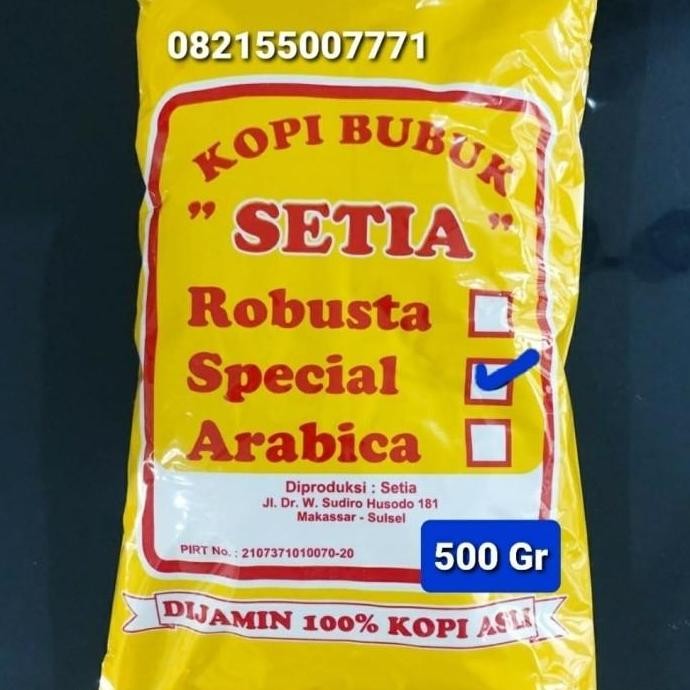 082155007771
KOPI BUBUK
" SETIA "
Robusta
Special
Arabica
Diproduksi : Setia
Jl. Dr. W. Sudiro Husodo 181
Makassar - Sulsel
PIRT No. : 2107371010070-20
500 Gr
DIJAMIN 100% KOPI ASLI